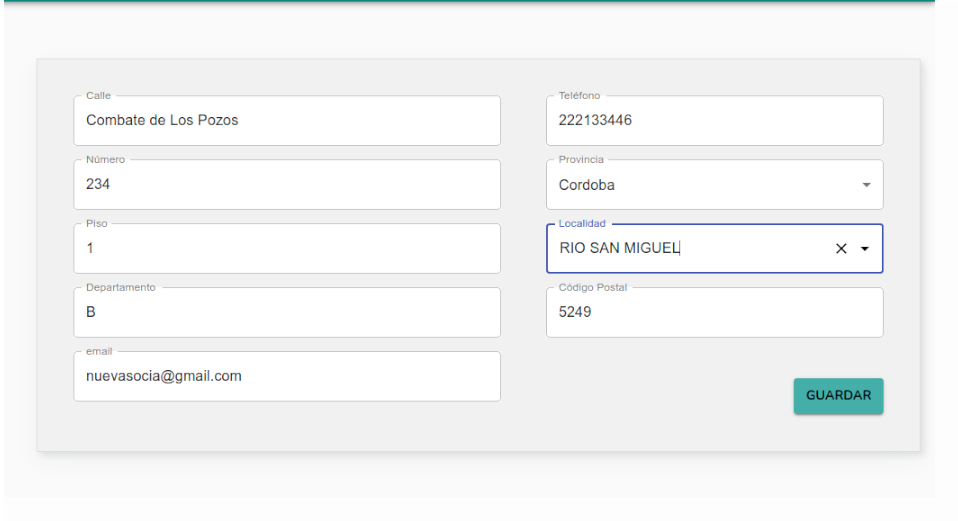 Calle
Combate de Los Pozos
Número
234
Piso
1
Departamento
B
email
nuevasocia@gmail.com
Teléfono
222133446
Provincia
Cordoba
Localidad
RIO SAN MIGUEL
Código Postal
5249
GUARDAR